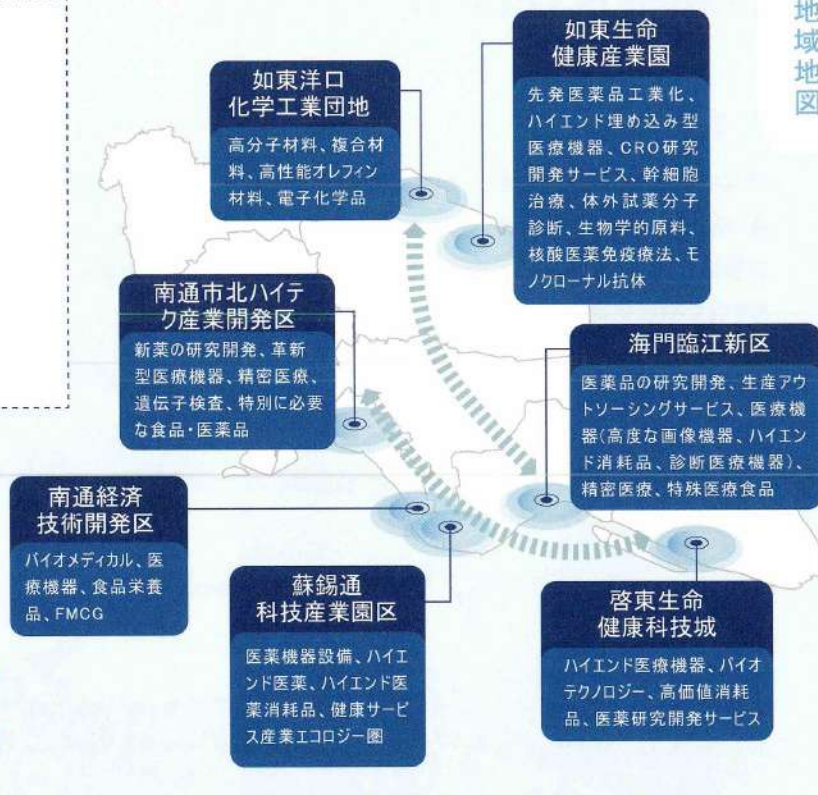 地域地図
如東生命
健康産業園
先発医薬品工業化、
ハイエンド埋め込み型
医療機器、CRO研究
開発サービス、幹細胞
治療、体外試薬分子
診断、生物学的原料、
核酸医薬免疫療法、モ
ノクローナル抗体
如東洋口
化学工業団地
高分子材料、複合材
料、高性能オレフィン
材料、電子化学品
南通市北ハイテ
ク産業開発区
新薬の研究開発、革新
型医療機器、精密医療、
遺伝子検査、特別に必要
な食品・医薬品
海門臨江新区
医薬品の研究開発、生産アウ
トソーシングサービス、医療機
器(高度な画像機器、ハイエン
ド消耗品、診断医療機器)、
精密医療、特殊医療食品
南通経済
技術開発区
バイオメディカル、医
療機器、食品栄養
品、FMCG
蘇錫通
科技産業園区
医薬機器設備、ハイエ
ンド医薬、ハイエンド医
薬消耗品、健康サービ
ス産業エコロジー圏
啓東生命
健康科技城
ハイエンド医療機器、バイオ
テクノロジー、高価値消耗
品、医薬研究開発サービス